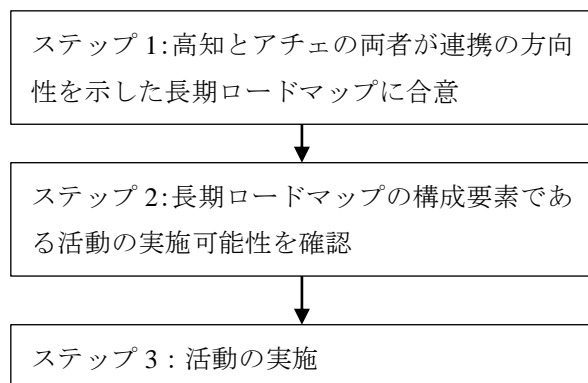 ステップ 1:高知とアチェの両者が連携の方向
性を示した長期ロードマップに合意
ステップ 2:長期ロードマップの構成要素であ
る活動の実施可能性を確認
ステップ 3：活動の実施